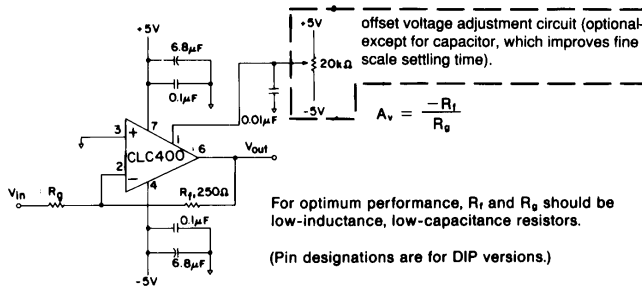 +5V
6.8μF
0.1μF
+5V
20kΩ
-5V
0.01μF
offset voltage adjustment circuit (optional-
except for capacitor, which improves fine
scale settling time).
Av = -Rf
Rg
3
+
7
1
CLC400
6
Vout
2
-
4
Vin
Rg
Rf, 250Ω
0.1μF
6.8μF
-5V
For optimum performance, Rf and Rg should be
low-inductance, low-capacitance resistors.
(Pin designations are for DIP versions.)